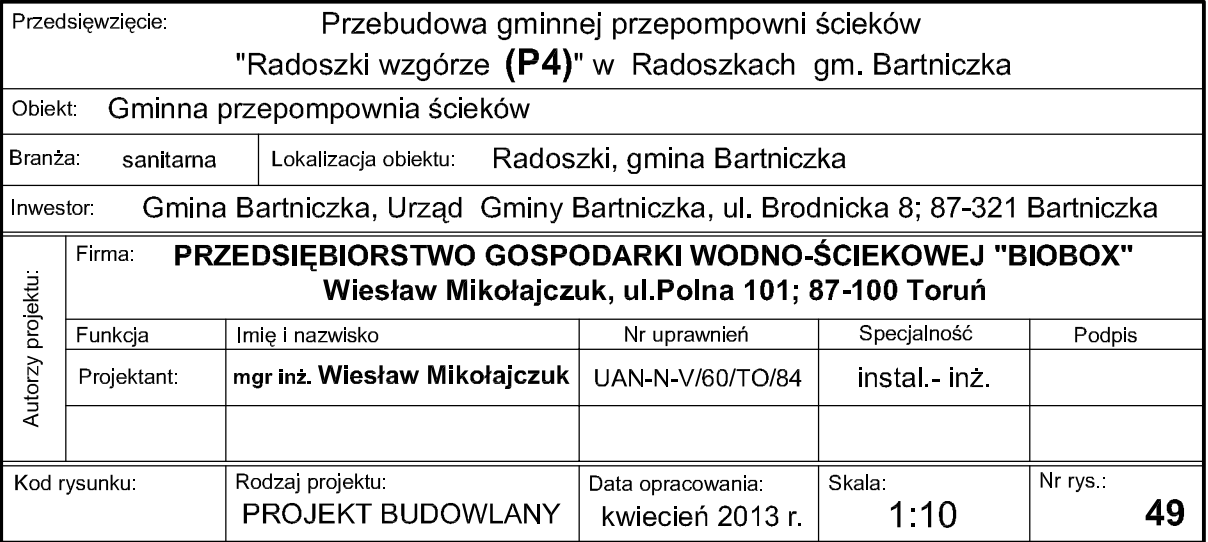 Przedsięwzięcie: Przebudowa gminnej przepompowni ścieków
"Radoszki wzgórze (P4)" w Radoszkach gm. Bartniczka
Obiekt: Gminna przepompownia ścieków
Branża: sanitarna Lokalizacja obiektu: Radoszki, gmina Bartniczka
Inwestor: Gmina Bartniczka, Urząd Gminy Bartniczka, ul. Brodnicka 8; 87-321 Bartniczka
Autorzy projektu:
Firma: PRZEDSIĘBIORSTWO GOSPODARKI WODNO-ŚCIEKOWEJ "BIOBOX"
Wiesław Mikołajczuk, ul.Polna 101; 87-100 Toruń
Funkcja Imię i nazwisko Nr uprawnień Specjalność Podpis
Projektant: mgr inż. Wiesław Mikołajczuk UAN-N-V/60/TO/84 instal.- inż.
Kod rysunku: Rodzaj projektu: Data opracowania: Skala: Nr rys.:
PROJEKT BUDOWLANY kwiecień 2013 r. 1:10 49